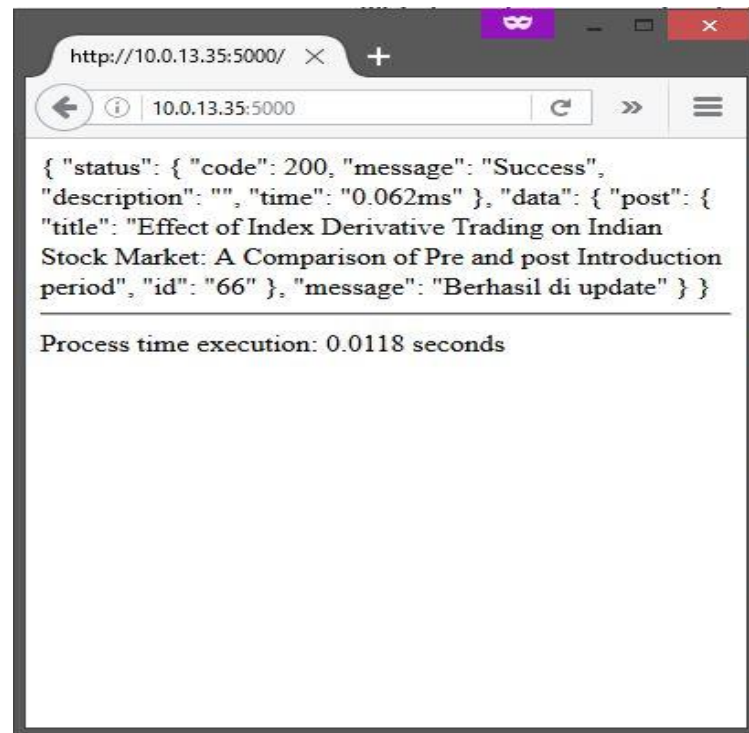 http://10.0.13.35:5000/
10.0.13.35:5000
{ "status": { "code": 200, "message": "Success",
"description": "", "time": "0.062ms" }, "data": { "post": {
"title": "Effect of Index Derivative Trading on Indian
Stock Market: A Comparison of Pre and post Introduction
period", "id": "66" }, "message": "Berhasil di update" } }
Process time execution: 0.0118 seconds